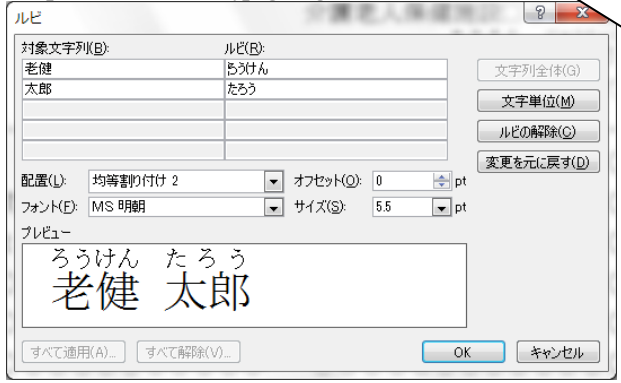 ルビ
対象文字列(B): ルビ(R):
老健 ろうけん 文字列全体(G)
太郎 たろう 文字単位(M)
ルビの解除(C)
変更を元に戻す(D)
配置(L): 均等割り付け 2 オフセット(O): 0 pt
フォント(F): MS 明朝 サイズ(S): 5.5 pt
プレビュー
ろうけん たろう
老健 太郎
すべて適用(A)... すべて解除(V)... OK キャンセル